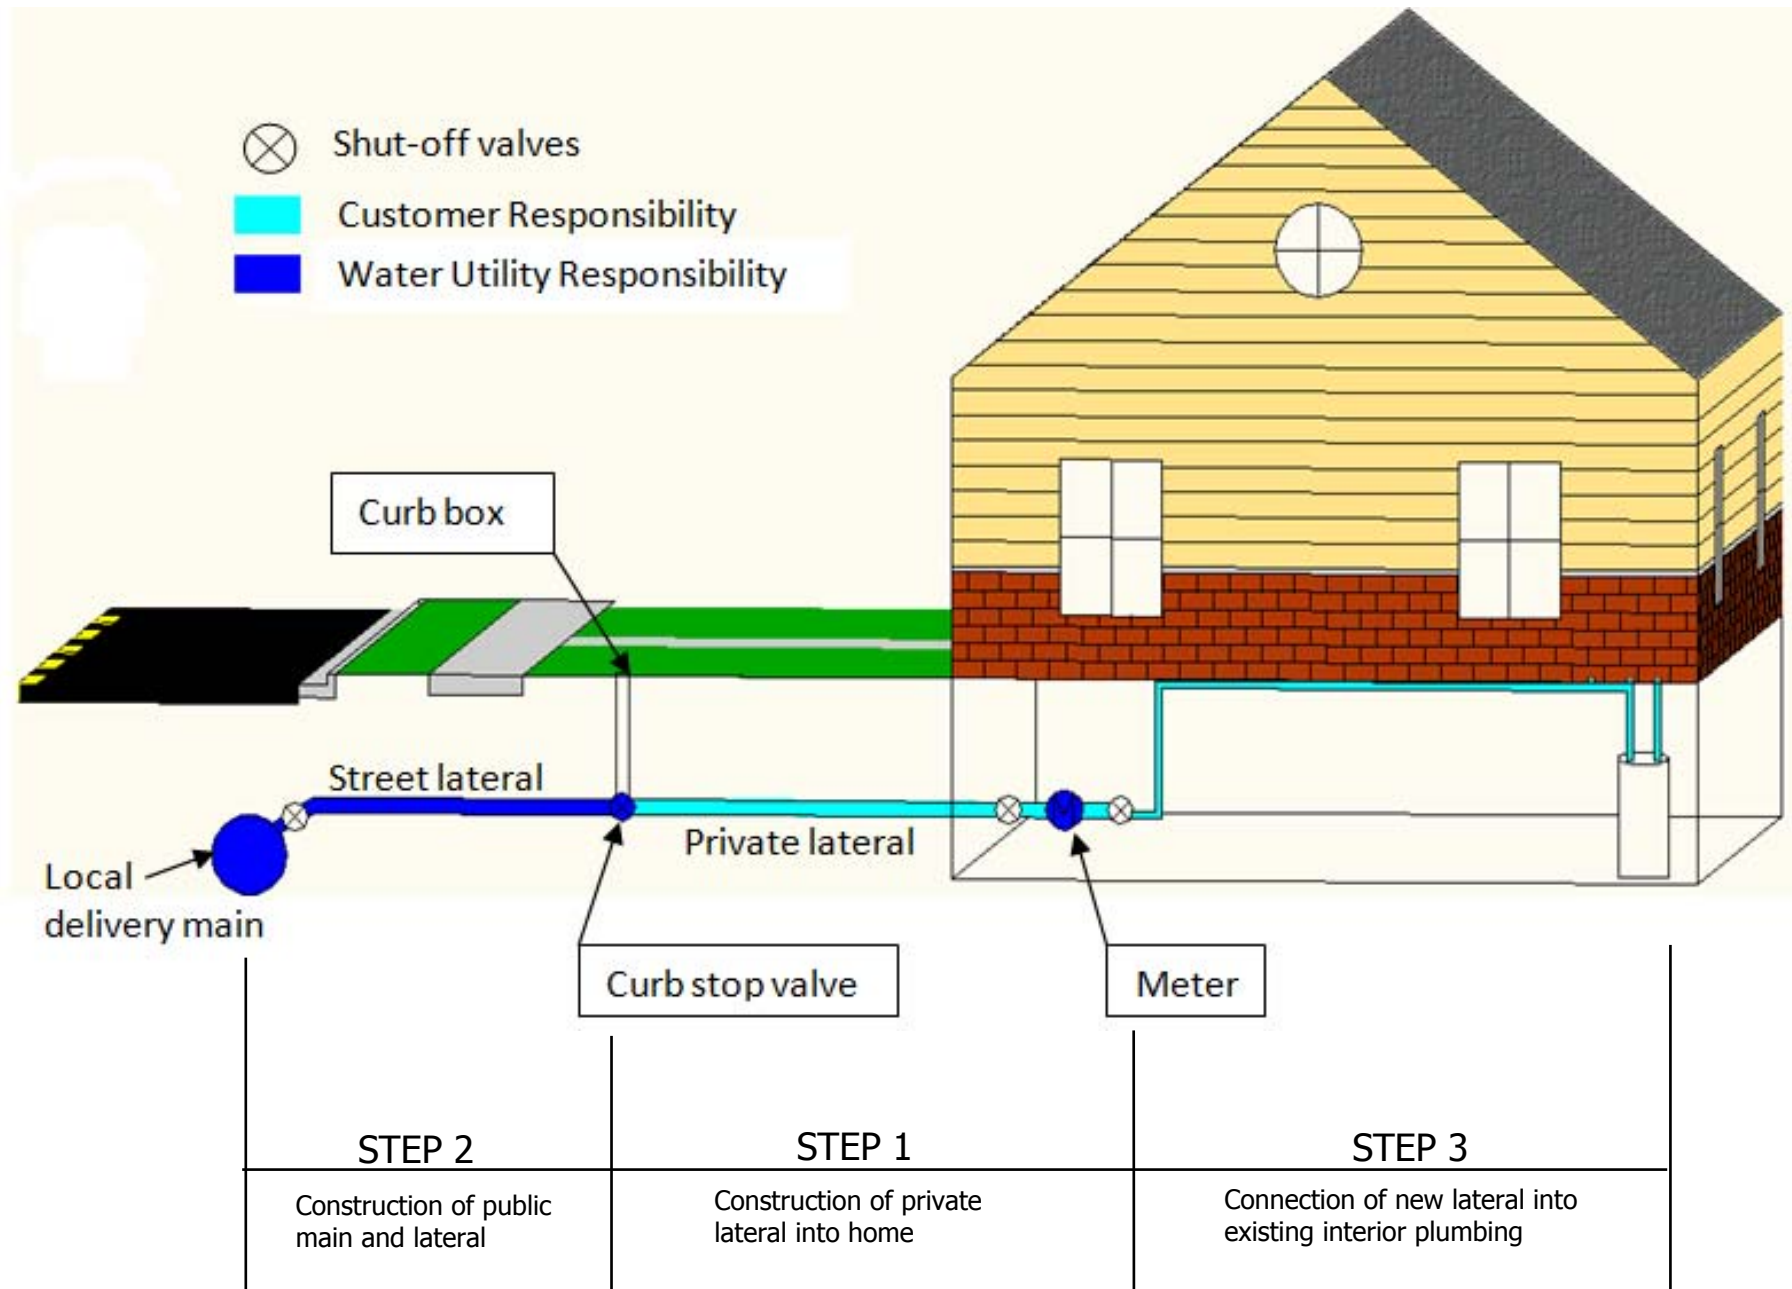 Shut-off valves
Customer Responsibility
Water Utility Responsibility
Curb box
Street lateral
Private lateral
Local
delivery main
Curb stop valve
Meter
STEP 2
STEP 1
STEP 3
Construction of public
main and lateral
Construction of private
lateral into home
Connection of new lateral into
existing interior plumbing